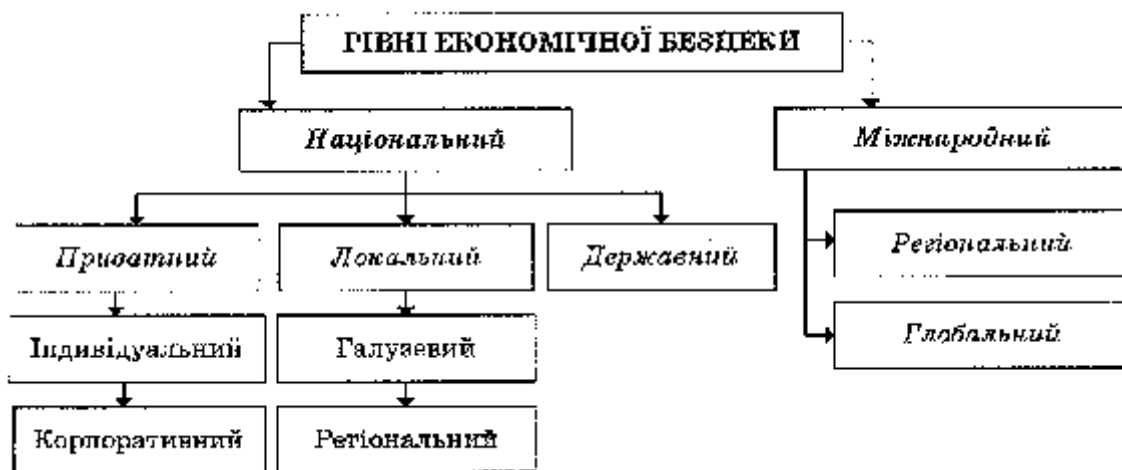 РІВНІ ЕКОНОМІЧНОЇ БЕЗПЕКИ
Національний
Міжнародний
Приватний
Локальний
Державний
Регіональний
Індивідуальний
Галузевий
Глобальний
Корпоративний
Регіональний